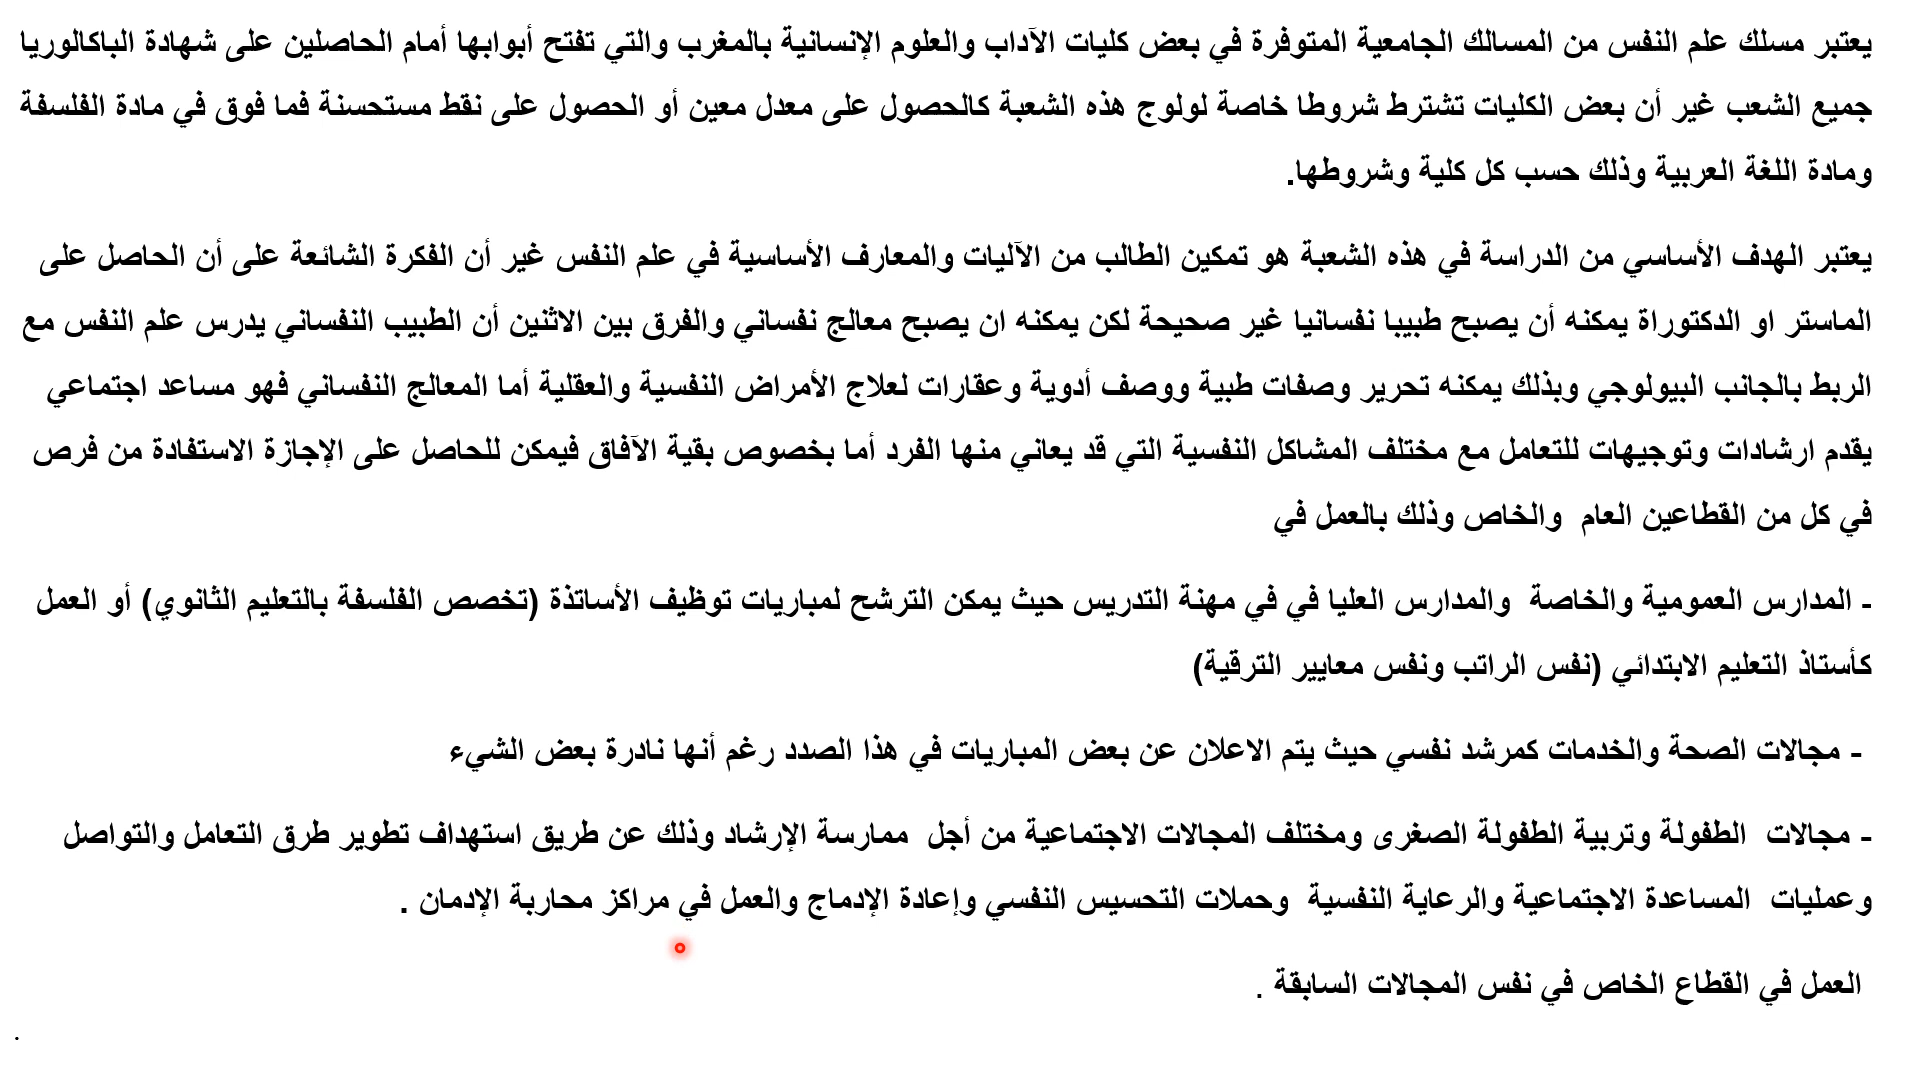 يعتبر مسلك علم النفس من المسالك الجامعية المتوفرة في بعض كليات الآداب والعلوم الإنسانية بالمغرب والتي تفتح أبوابها أمام الحاصلين على شهادة الباكالوريا
جميع الشعب غير أن بعض الكليات تشترط شروطا خاصة لولوج هذه الشعبة كالحصول على معدل معين أو الحصول على نقط مستحسنة فما فوق في مادة الفلسفة
ومادة اللغة العربية وذلك حسب كل كلية وشروطها.
يعتبر الهدف الأساسي من الدراسة في هذه الشعبة هو تمكين الطالب من الآليات والمعارف الأساسية في علم النفس غير أن الفكرة الشائعة على أن الحاصل على
الماستر او الدكتوراة يمكنه أن يصبح طبيبا نفسانيا غير صحيحة لكن يمكنه ان يصبح معالج نفساني والفرق بين الاثنين أن الطبيب النفساني يدرس علم النفس مع
الربط بالجانب البيولوجي وبذلك يمكنه تحرير وصفات طبية ووصف أدوية وعقارات لعلاج الأمراض النفسية والعقلية أما المعالج النفساني فهو مساعد اجتماعي
يقدم ارشادات وتوجيهات للتعامل مع مختلف المشاكل النفسية التي قد يعاني منها الفرد أما بخصوص بقية الآفاق فيمكن للحاصل على الإجازة الاستفادة من فرص
في كل من القطاعين العام  والخاص وذلك بالعمل في
- المدارس العمومية والخاصة  والمدارس العليا في في مهنة التدريس حيث يمكن الترشح لمباريات توظيف الأساتذة (تخصص الفلسفة بالتعليم الثانوي) أو العمل
كأستاذ التعليم الابتدائي (نفس الراتب ونفس معايير الترقية)
- مجالات الصحة والخدمات كمرشد نفسي حيث يتم الاعلان عن بعض المباريات في هذا الصدد رغم أنها نادرة بعض الشيء
- مجالات  الطفولة وتربية الطفولة الصغرى ومختلف المجالات الاجتماعية من أجل  ممارسة الإرشاد وذلك عن طريق استهداف تطوير طرق التعامل والتواصل
وعمليات  المساعدة الاجتماعية والرعاية النفسية  وحملات التحسيس النفسي وإعادة الإدماج والعمل في مراكز محاربة الإدمان .
العمل في القطاع الخاص في نفس المجالات السابقة .
.